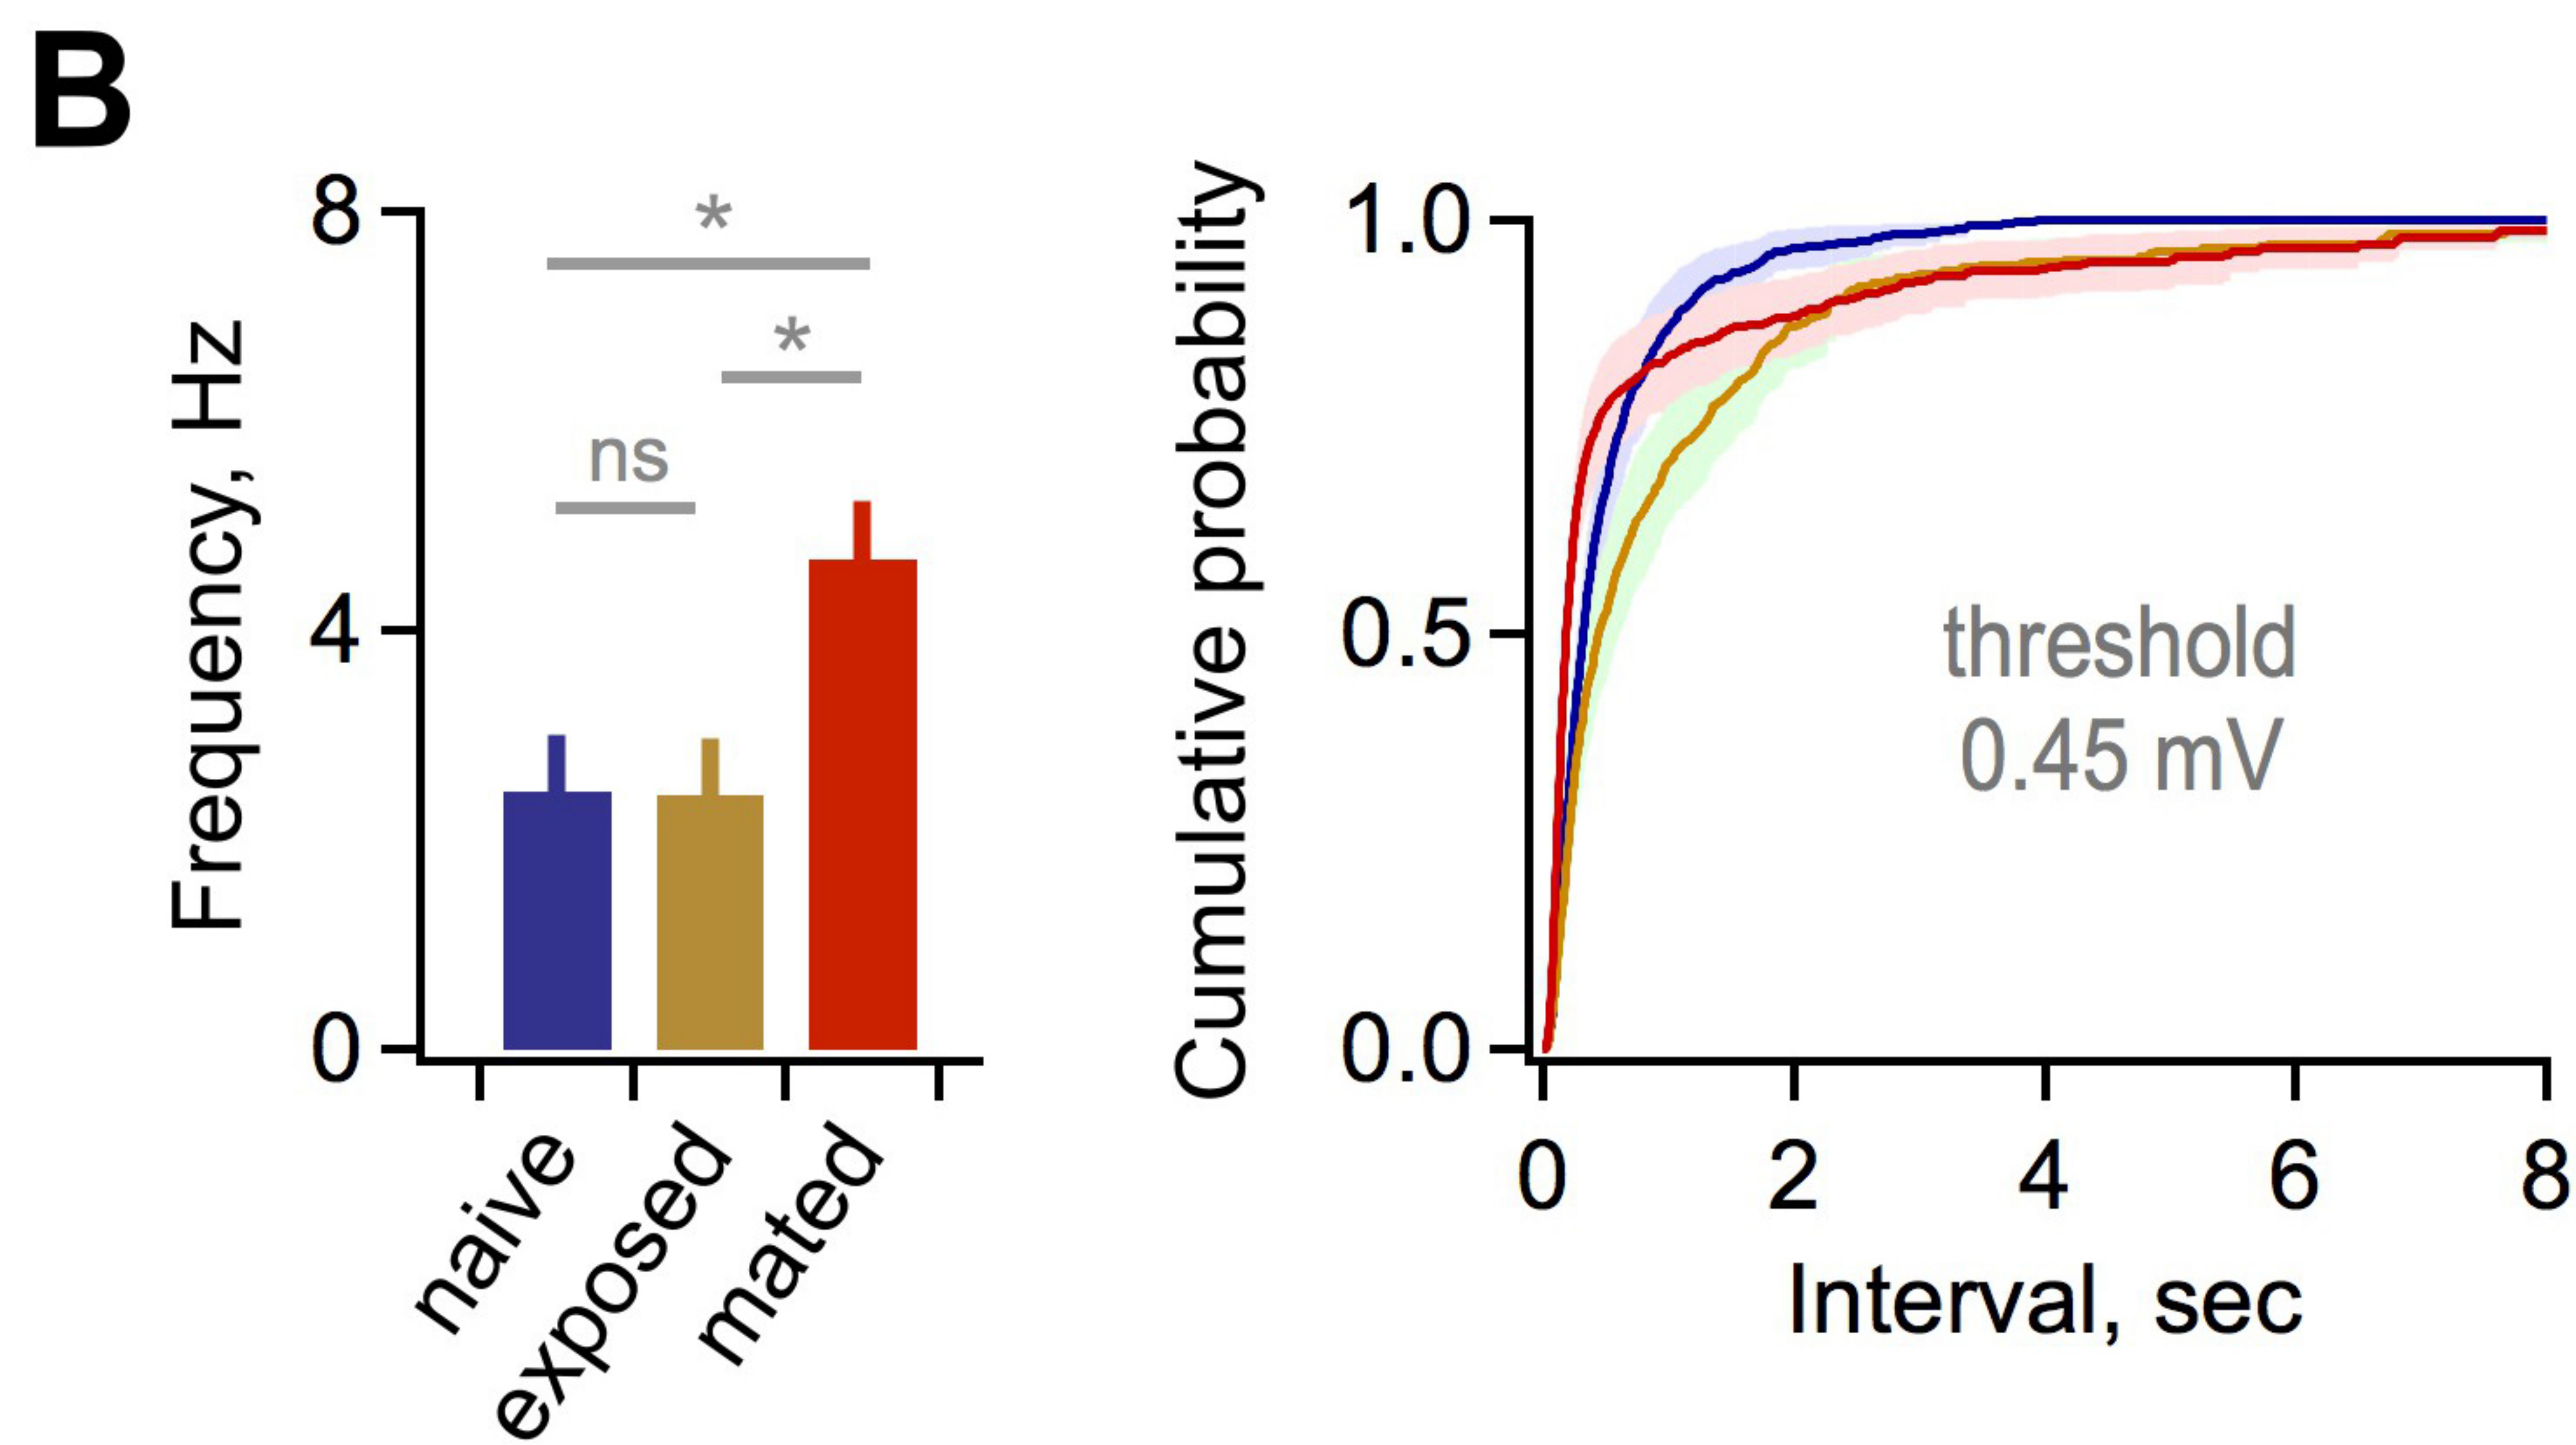 B
Frequency, Hz
8
4
0
*
*
ns
naive
exposed
mated
Cumulative probability
1.0
0.5
0.0
threshold
0.45 mV
0 2 4 6 8
Interval, sec